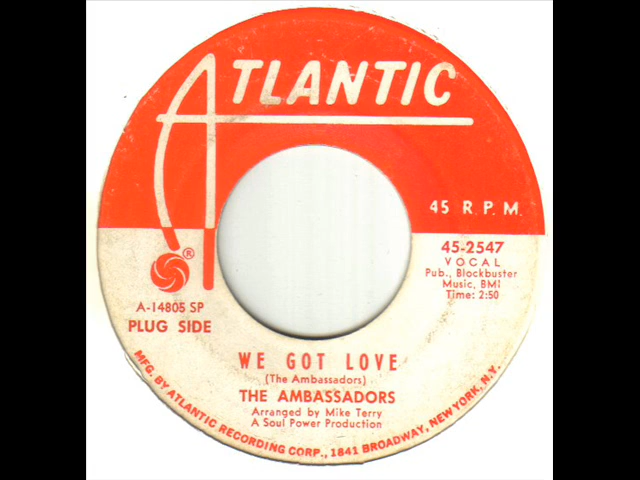 ATLANTIC
45 R.P.M.
®
45-2547
VOCAL
Pub., Blockbuster
Music, BMI
Time: 2:50
A-14805 SP
PLUG SIDE
WE GOT LOVE
(The Ambassadors)
THE AMBASSADORS
Arranged by Mike Terry
A Soul Power Production
MFG. BY ATLANTIC RECORDING CORP., 1841 BROADWAY, NEW YORK, N.Y.